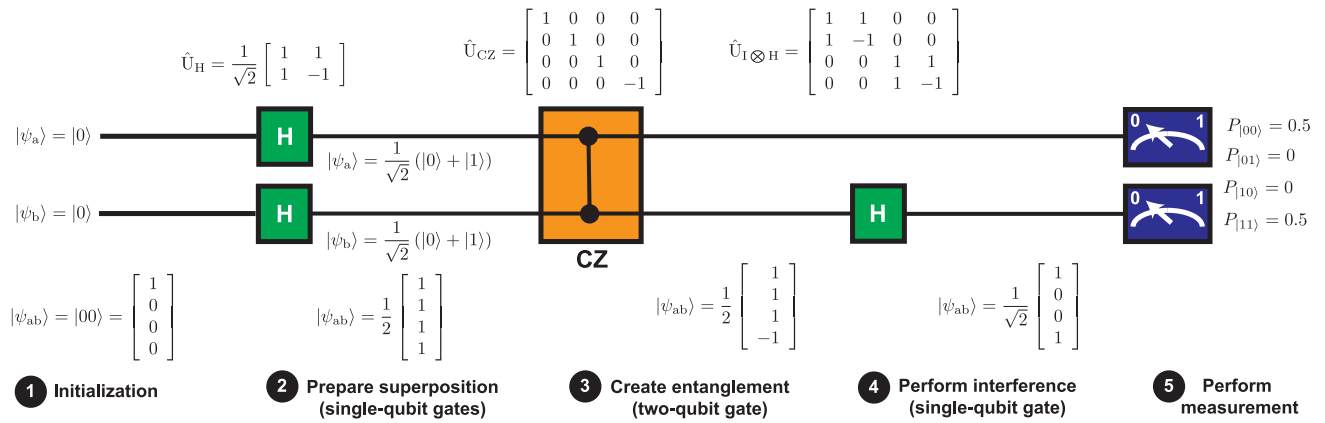 Û_H = 1/√2 [ 1 1 ; 1 −1 ]
Û_CZ = [ 1 0 0 0 ; 0 1 0 0 ; 0 0 1 0 ; 0 0 0 −1 ]
Û_I⊗H = [ 1 1 0 0 ; 1 −1 0 0 ; 0 0 1 1 ; 0 0 1 −1 ]
|ψ_a⟩ = |0⟩
H
|ψ_a⟩ = 1/√2 (|0⟩ + |1⟩)
0 1
P_|00⟩ = 0.5
P_|01⟩ = 0
|ψ_b⟩ = |0⟩
H
|ψ_b⟩ = 1/√2 (|0⟩ + |1⟩)
CZ
H
0 1
P_|10⟩ = 0
P_|11⟩ = 0.5
|ψ_ab⟩ = |00⟩ = [ 1 ; 0 ; 0 ; 0 ]
|ψ_ab⟩ = 1/2 [ 1 ; 1 ; 1 ; 1 ]
|ψ_ab⟩ = 1/2 [ 1 ; 1 ; 1 ; −1 ]
|ψ_ab⟩ = 1/√2 [ 1 ; 0 ; 0 ; 1 ]
1 Initialization
2 Prepare superposition
(single-qubit gates)
3 Create entanglement
(two-qubit gate)
4 Perform interference
(single-qubit gate)
5 Perform
measurement